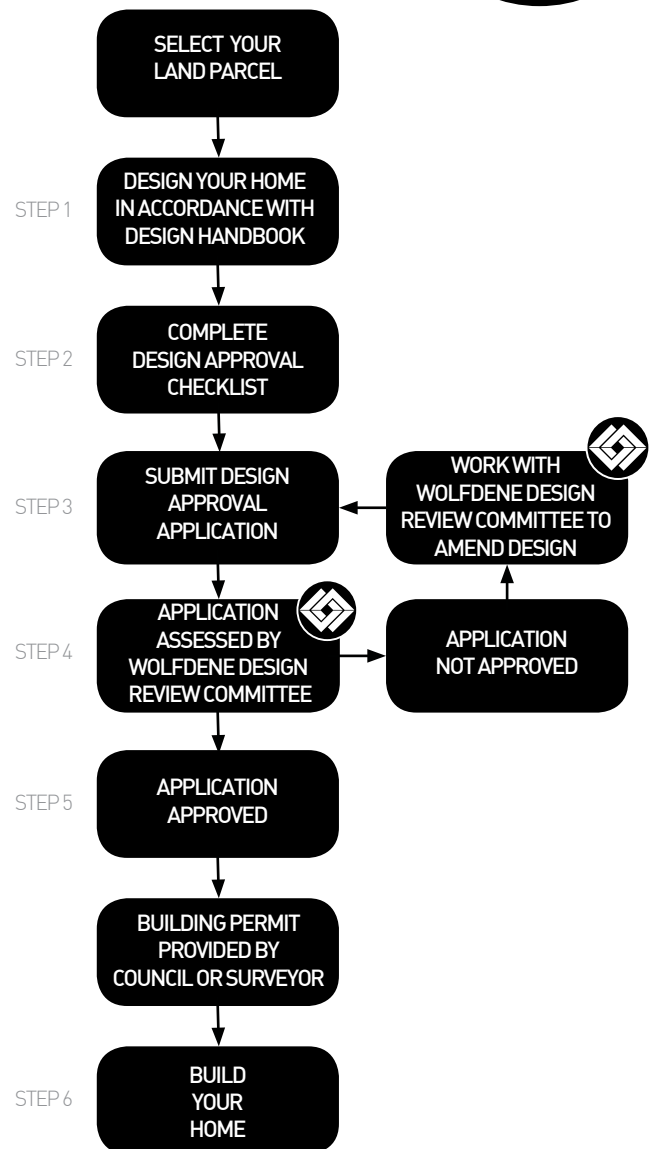 SELECT YOUR
LAND PARCEL
STEP 1
DESIGN YOUR HOME
IN ACCORDANCE WITH
DESIGN HANDBOOK
STEP 2
COMPLETE
DESIGN APPROVAL
CHECKLIST
STEP 3
SUBMIT DESIGN
APPROVAL
APPLICATION
WORK WITH
WOLFDENE DESIGN
REVIEW COMMITTEE TO
AMEND DESIGN
STEP 4
APPLICATION
ASSESSED BY
WOLFDENE DESIGN
REVIEW COMMITTEE
APPLICATION
NOT APPROVED
STEP 5
APPLICATION
APPROVED
BUILDING PERMIT
PROVIDED BY
COUNCIL OR SURVEYOR
STEP 6
BUILD
YOUR
HOME